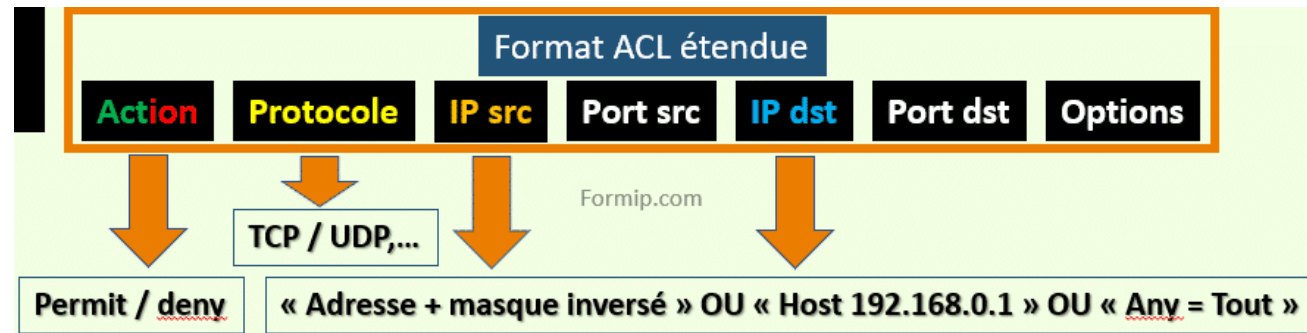 Format ACL étendue
Action Protocole IP src Port src IP dst Port dst Options
Formip.com
TCP / UDP,...
Permit / deny « Adresse + masque inversé » OU « Host 192.168.0.1 » OU « Any = Tout »